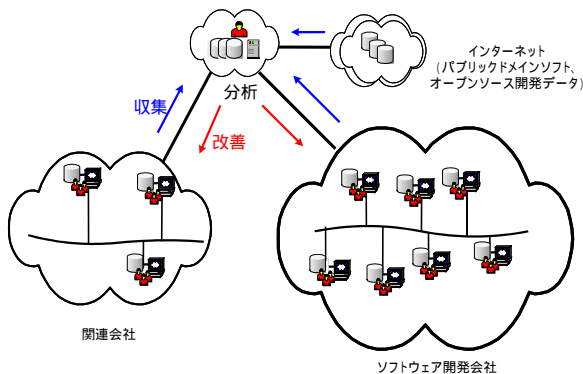 インターネット
(パブリックドメインソフト、
オープンソース開発データ)
分析
収集
改善
関連会社
ソフトウェア開発会社